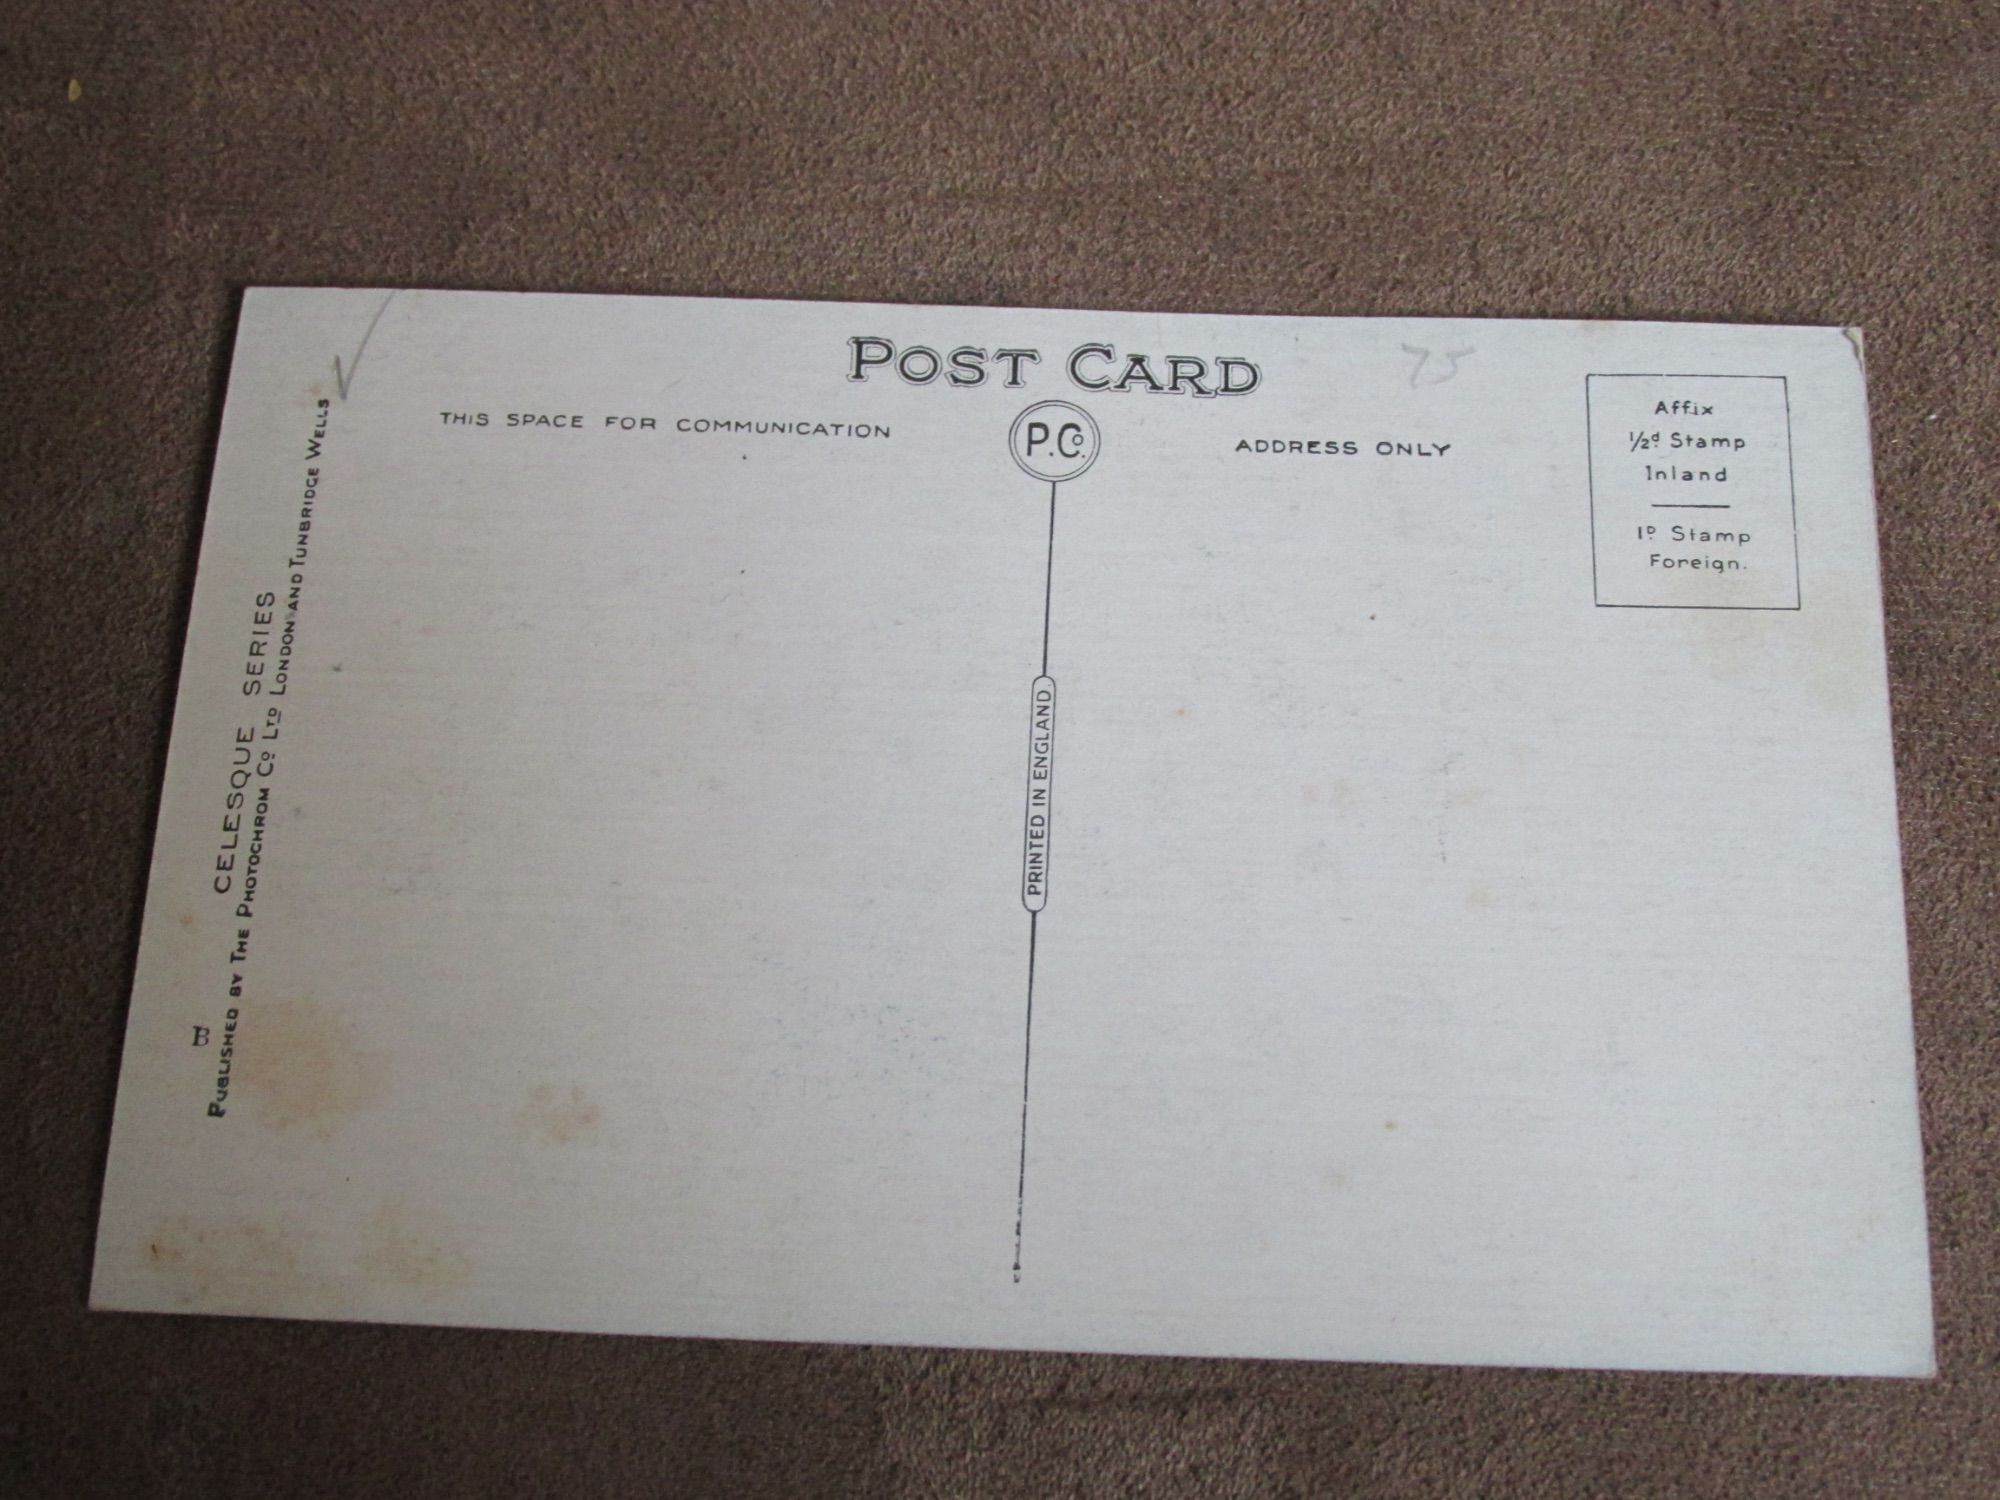 POST CARD
75
THIS SPACE FOR COMMUNICATION
P.Co.
ADDRESS ONLY
Affix
½d. Stamp
Inland
1D. Stamp
Foreign.
PRINTED IN ENGLAND.
B
CELESQUE SERIES
PUBLISHED BY THE PHOTOCHROM Co LTD LONDON AND TUNBRIDGE WELLS